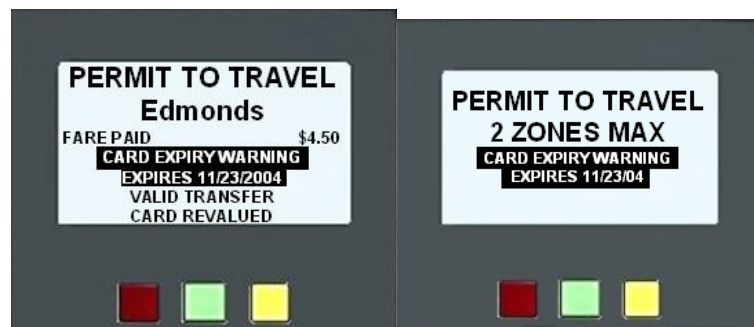 PERMIT TO TRAVEL
Edmonds
FARE PAID $4.50
CARD EXPIRY WARNING
EXPIRES 11/23/2004
VALID TRANSFER
CARD REVALUED
PERMIT TO TRAVEL
2 ZONES MAX
CARD EXPIRY WARNING
EXPIRES 11/23/04